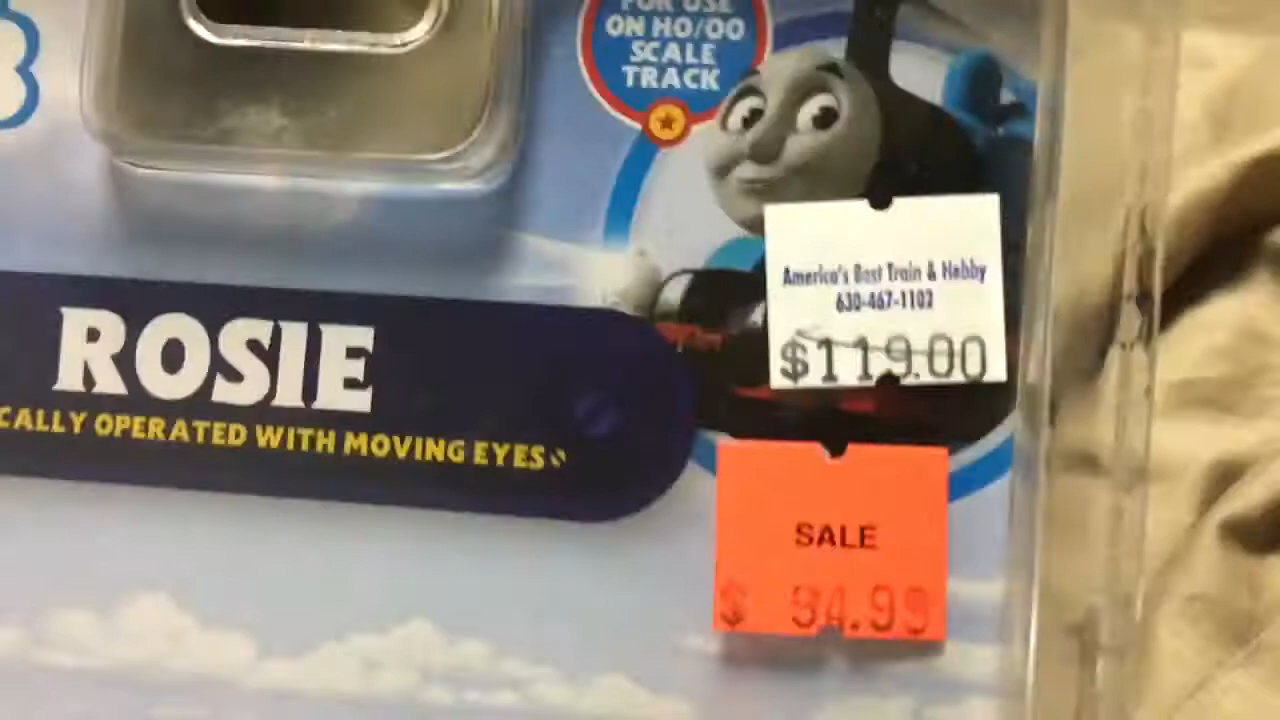 FOR USE
ON HO/OO
SCALE
TRACK
America's Best Train & Hobby
630-467-1102
$119.00
ROSIE
CALLY OPERATED WITH MOVING EYES
SALE
$ 94.99